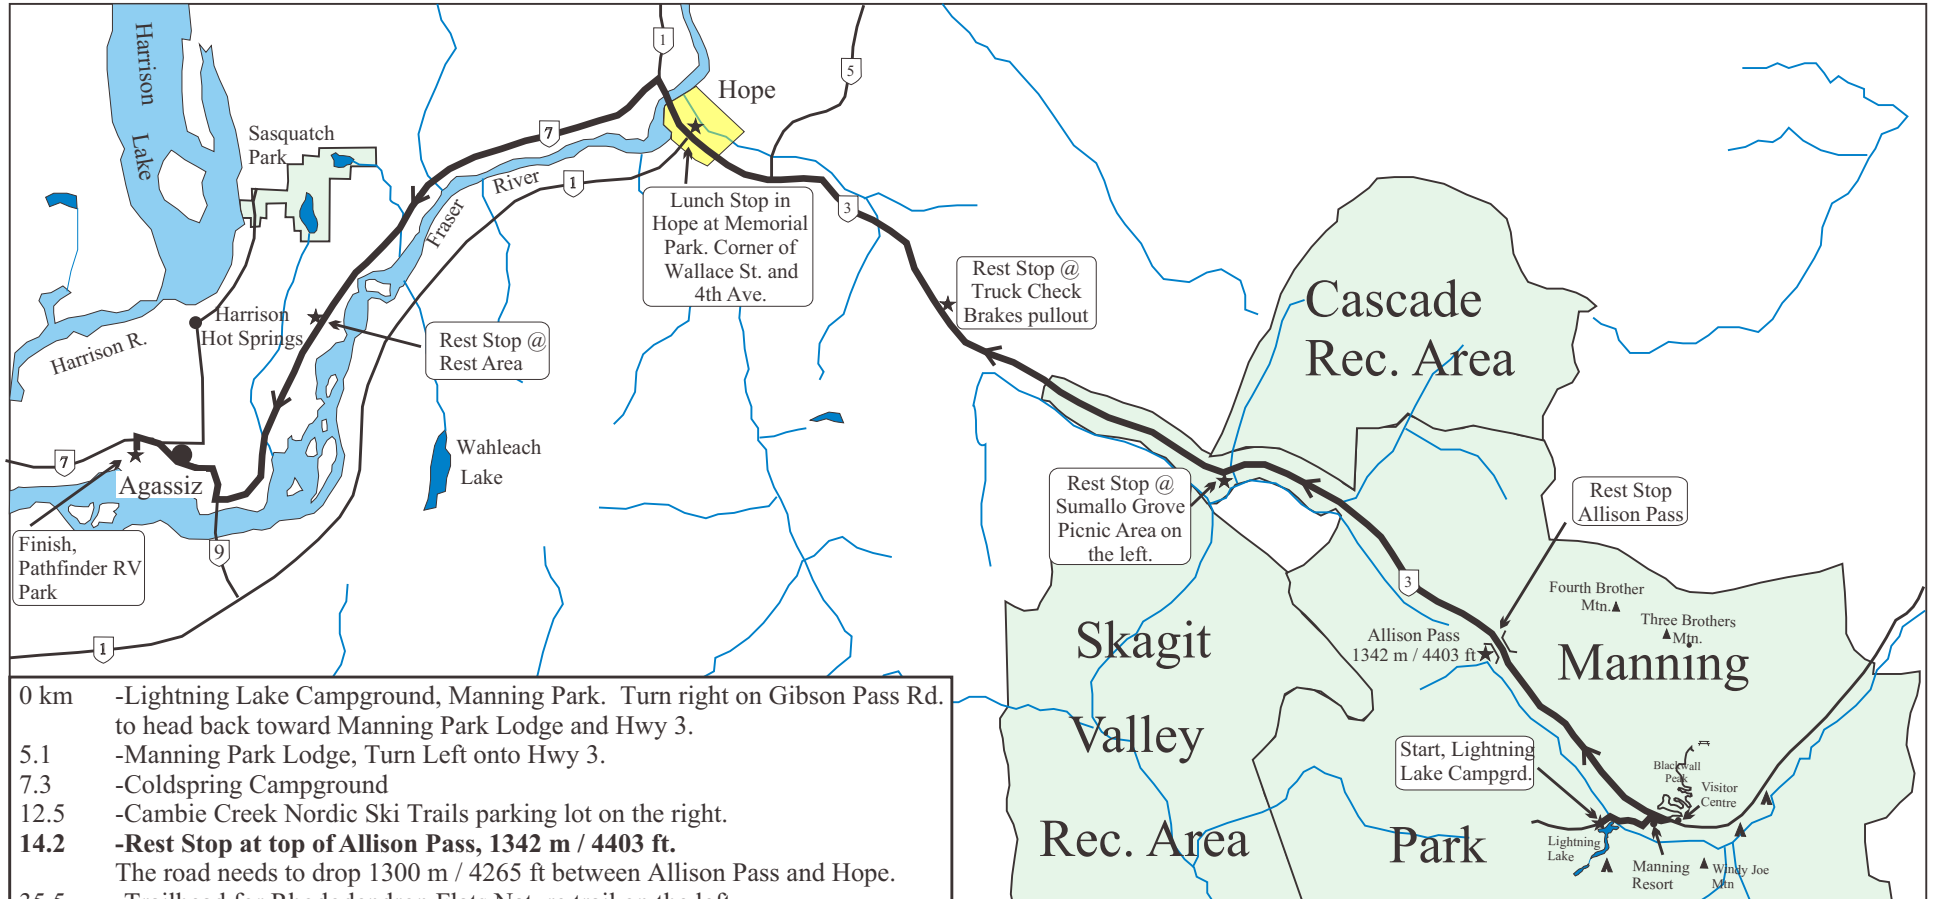 Harrison
Lake
1
5
Hope
Sasquatch
Park
7
River
1
Fraser
3
Lunch Stop in
Hope at Memorial
Park. Corner of
Wallace St. and
4th Ave.
Rest Stop @
Truck Check
Brakes pullout
Cascade
Rec. Area
Harrison
Hot Springs
Harrison R.
Rest Stop @
Rest Area
Wahleach
Lake
7
Agassiz
9
Finish,
Pathfinder RV
Park
1
Rest Stop @
Sumallo Grove
Picnic Area on
the left.
Rest Stop
Allison Pass
3
Fourth Brother
Mtn.
Three Brothers
Mtn.
Allison Pass
1342 m / 4403 ft
Skagit
Valley
Rec. Area
Manning
Park
Start, Lightning
Lake Campgrd.
Blackwall
Peak
Visitor
Centre
Lightning
Lake
Manning
Resort
Windy Joe
Mtn
0 km -Lightning Lake Campground, Manning Park. Turn right on Gibson Pass Rd.
to head back toward Manning Park Lodge and Hwy 3.
5.1 -Manning Park Lodge, Turn Left onto Hwy 3.
7.3 -Coldspring Campground
12.5 -Cambie Creek Nordic Ski Trails parking lot on the right.
14.2 -Rest Stop at top of Allison Pass, 1342 m / 4403 ft.
The road needs to drop 1300 m / 4265 ft between Allison Pass and Hope.